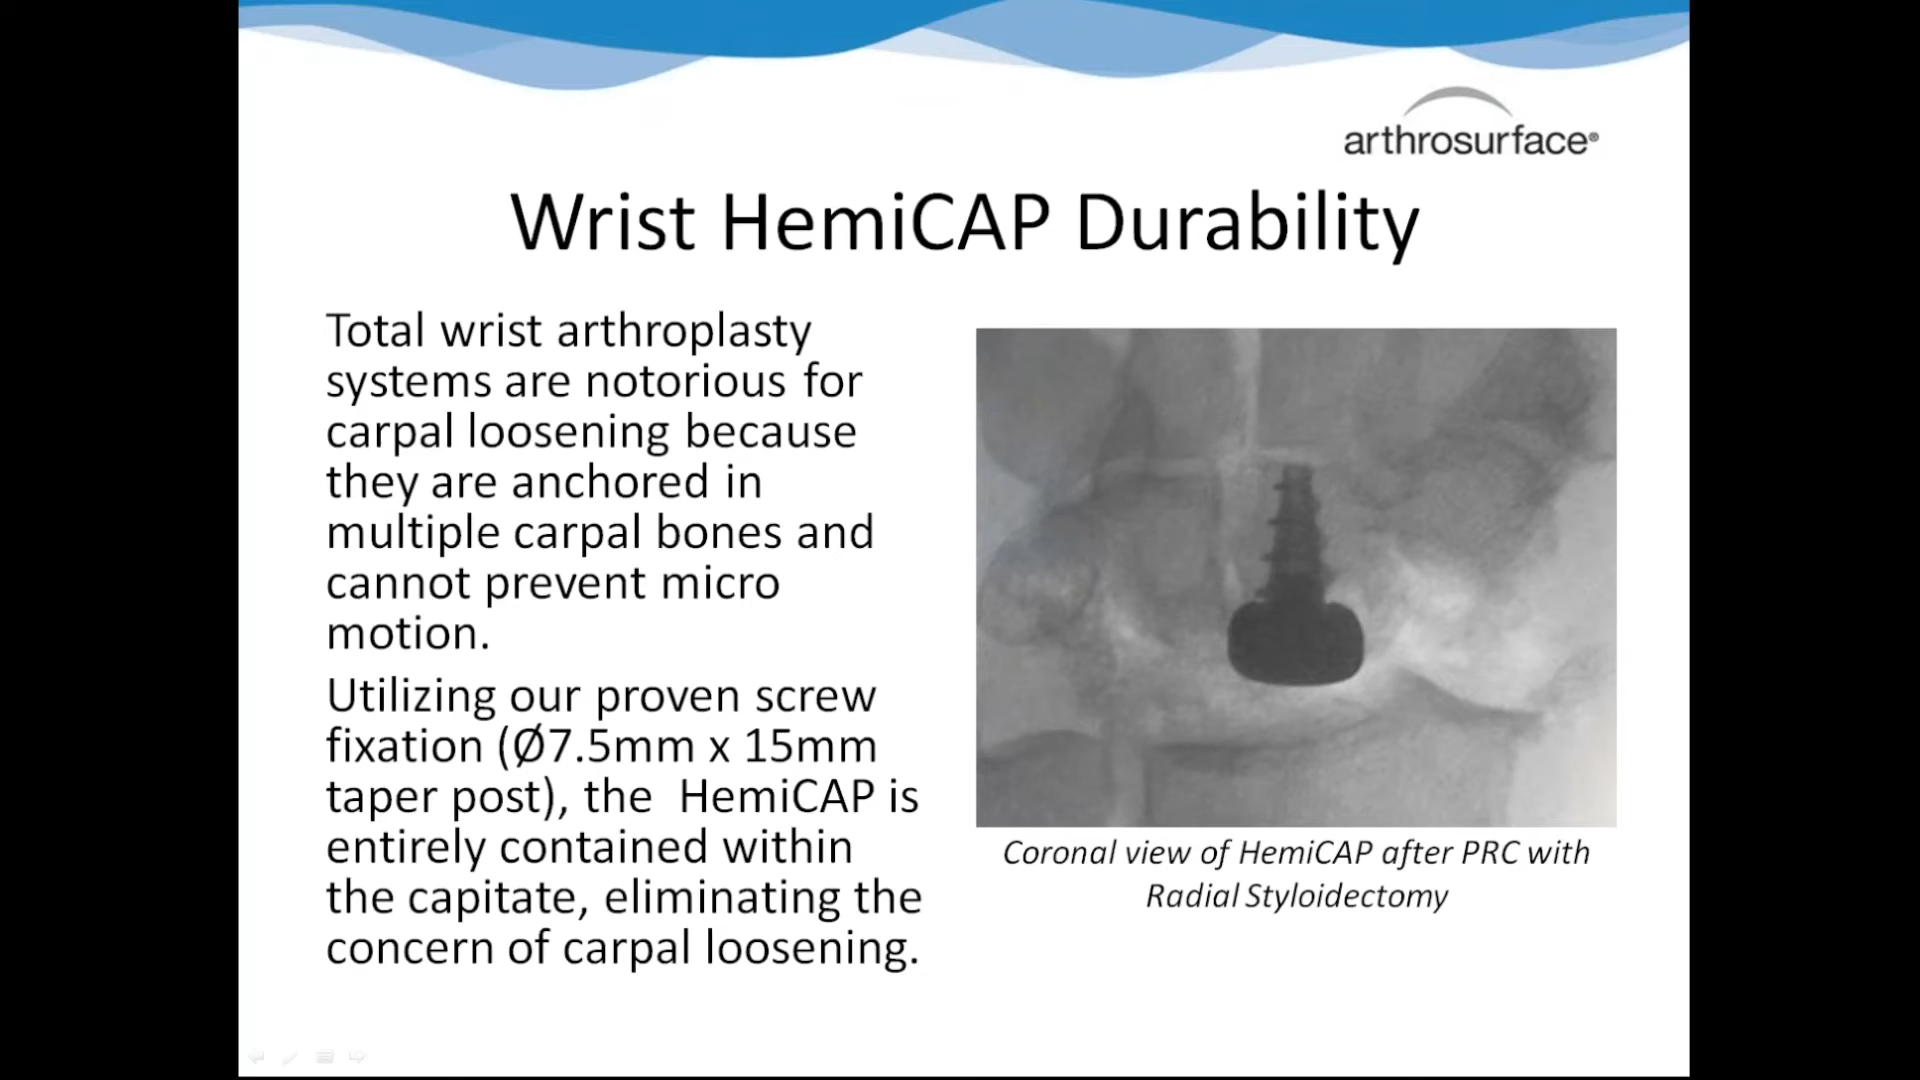 arthrosurface®
Wrist HemiCAP Durability
Total wrist arthroplasty
systems are notorious for
carpal loosening because
they are anchored in
multiple carpal bones and
cannot prevent micro
motion.
Utilizing our proven screw
fixation (Ø7.5mm x 15mm
taper post), the  HemiCAP is
entirely contained within
the capitate, eliminating the
concern of carpal loosening.
Coronal view of HemiCAP after PRC with
Radial Styloidectomy